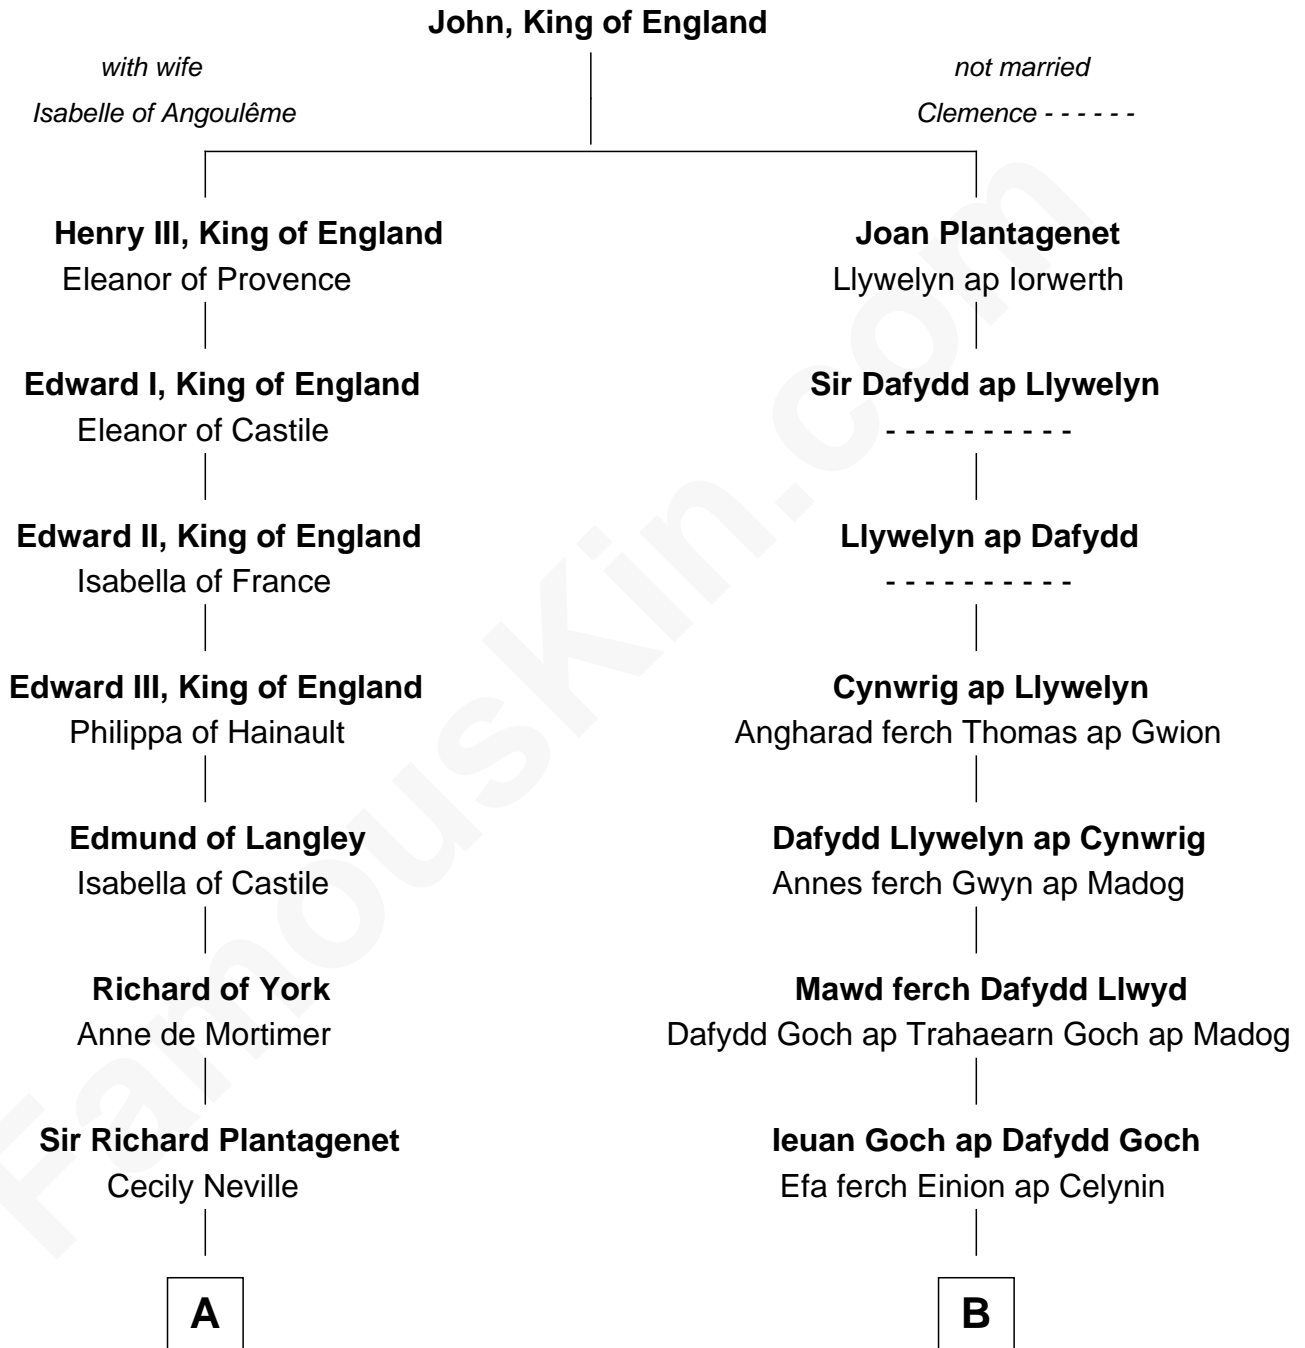 John, King of England
with wife
Isabelle of Angoulême
not married
Clemence - - - - - -
Henry III, King of England
Eleanor of Provence
Joan Plantagenet
Llywelyn ap Iorwerth
Edward I, King of England
Eleanor of Castile
Sir Dafydd ap Llywelyn
- - - - - - - - - -
Edward II, King of England
Isabella of France
Llywelyn ap Dafydd
- - - - - - - - - -
Edward III, King of England
Philippa of Hainault
Cynwrig ap Llywelyn
Angharad ferch Thomas ap Gwion
Edmund of Langley
Isabella of Castile
Dafydd Llywelyn ap Cynwrig
Annes ferch Gwyn ap Madog
Richard of York
Anne de Mortimer
Mawd ferch Dafydd Llwyd
Dafydd Goch ap Trahaearn Goch ap Madog
Sir Richard Plantagenet
Cecily Neville
Ieuan Goch ap Dafydd Goch
Efa ferch Einion ap Celynin
A
B
FamousKin.com